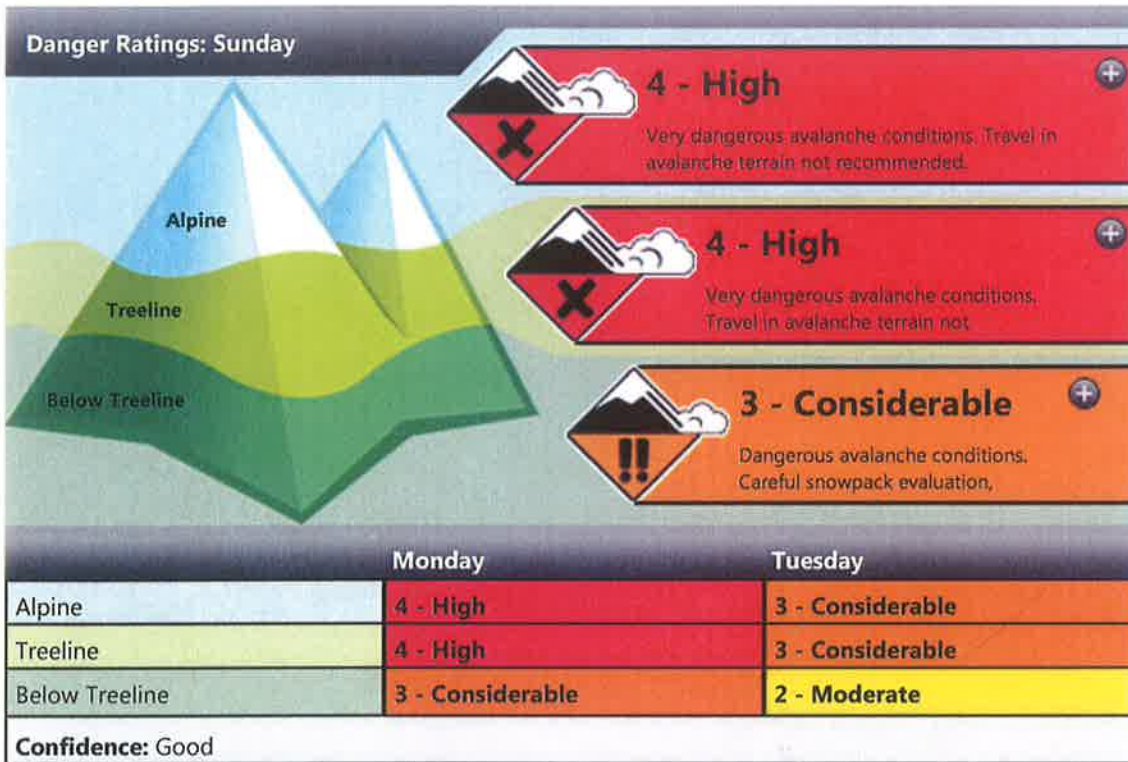 Danger Ratings: Sunday
4 - High
Very dangerous avalanche conditions. Travel in
avalanche terrain not recommended.
Alpine
4 - High
Very dangerous avalanche conditions.
Travel in avalanche terrain not
Treeline
Below Treeline
3 - Considerable
Dangerous avalanche conditions.
Careful snowpack evaluation,
Monday Tuesday
Alpine 4 - High 3 - Considerable
Treeline 4 - High 3 - Considerable
Below Treeline 3 - Considerable 2 - Moderate
Confidence: Good